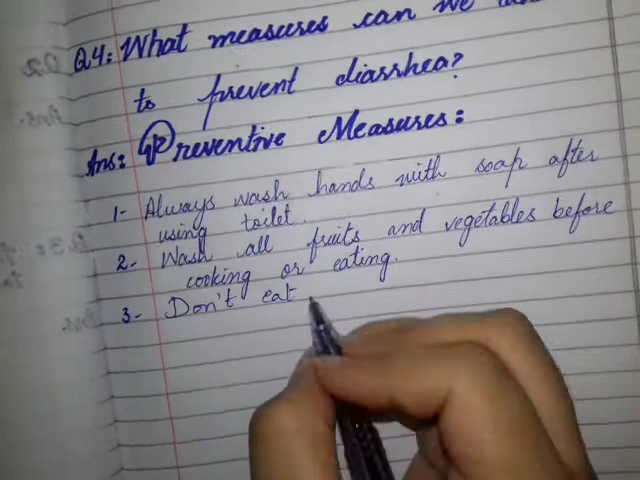 Q4: What measures can we
to prevent diarrhea?
Ans: Preventive Measures:
1- Always wash hands with soap after
using toilet.
2- Wash all fruits and vegetables before
cooking or eating.
3- Don't eat